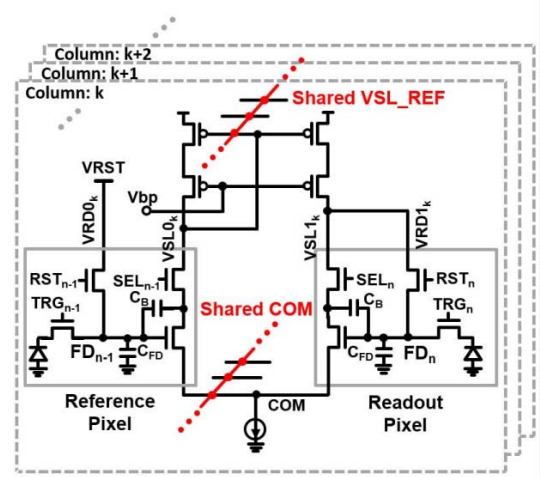 Column: k+2
Column: k+1
Column: k
Shared VSL_REF
VRST
Vbp
VRD0k
VSL0k
VSL1k
VRD1k
RSTn-1
SELn-1
SELn
RSTn
TRGn-1
CB
CB
TRGn
Shared COM
FDn-1
CFD
CFD
FDn
Reference
Pixel
COM
Readout
Pixel